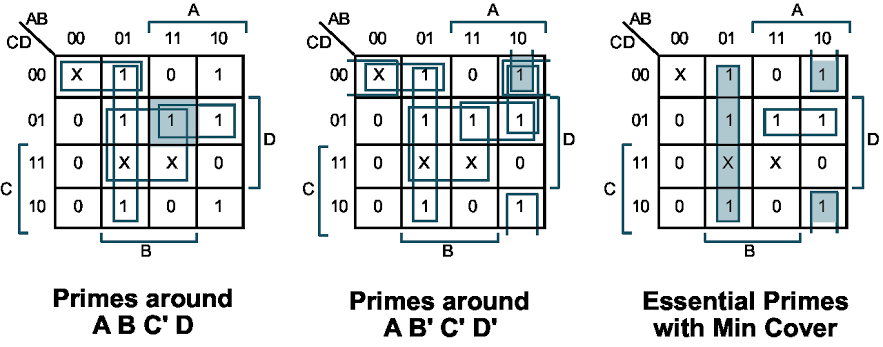 A A A
AB AB AB
CD 00 01 11 10 CD 00 01 11 10 CD 00 01 11 10
00 X 1 0 1 00 X 1 0 1 00 X 1 0 1
01 0 1 1 1 01 0 1 1 1 01 0 1 1 1
D D D
11 0 X X 0 11 0 X X 0 11 0 X X 0
C C C
10 0 1 0 1 10 0 1 0 1 10 0 1 0 1
B B B
Primes around Primes around Essential Primes
A B C' D A B' C' D' with Min Cover